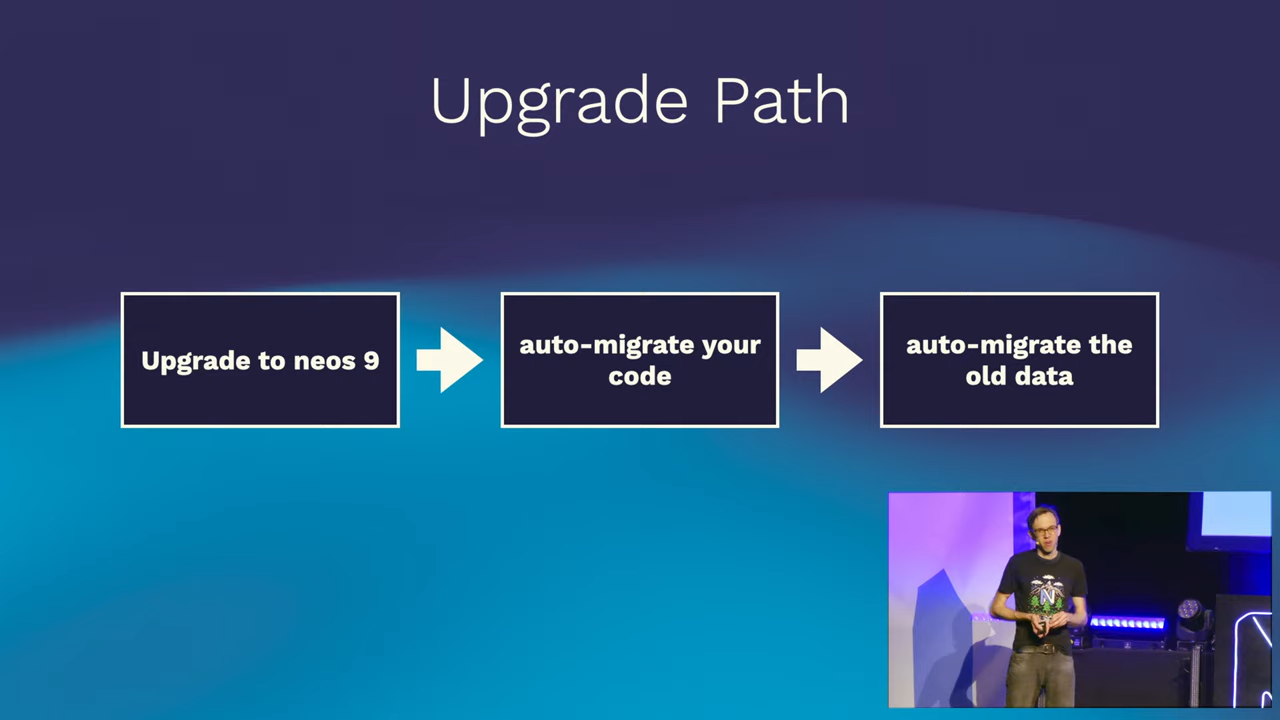 Upgrade Path
Upgrade to neos 9
auto-migrate your
code
auto-migrate the
old data
N
N